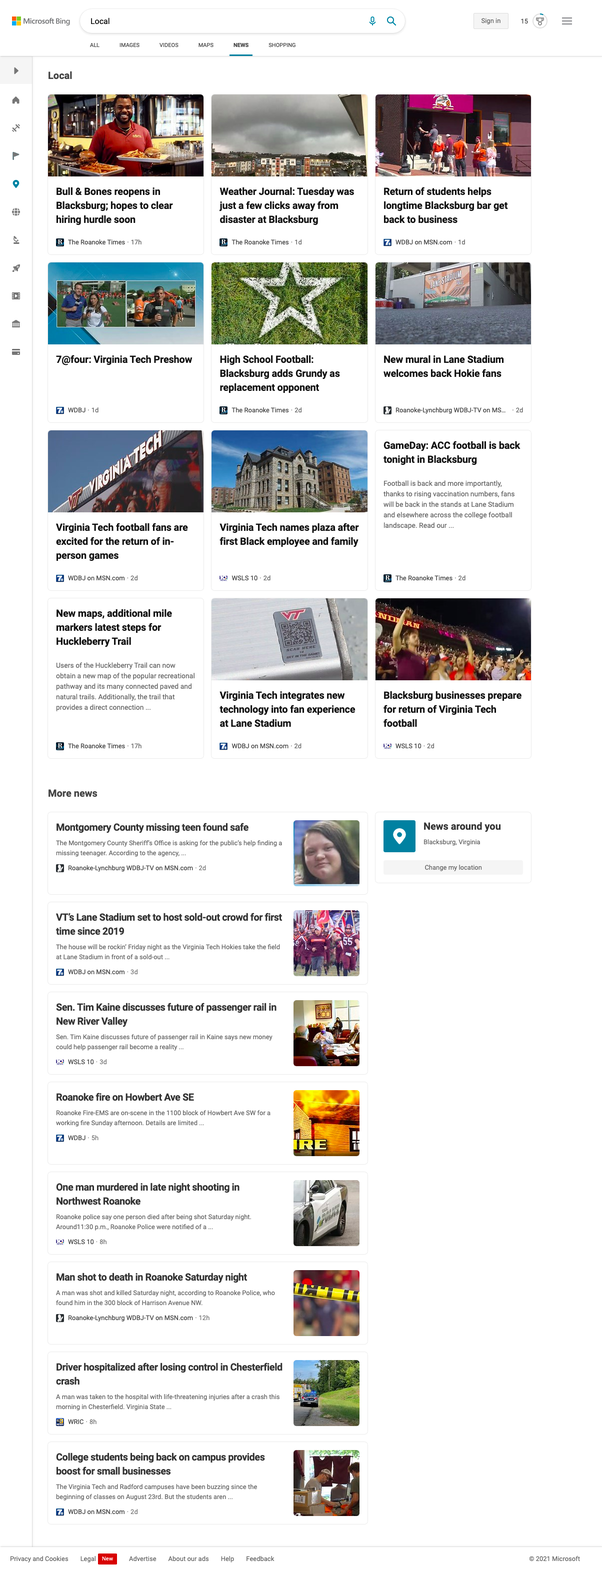 Microsoft Bing
Local
Sign in
15
ALL
IMAGES
VIDEOS
MAPS
NEWS
SHOPPING
Local
Bull & Bones reopens in
Blacksburg; hopes to clear
hiring hurdle soon
The Roanoke Times · 17h
Weather Journal: Tuesday was
just a few clicks away from
disaster at Blacksburg
The Roanoke Times · 1d
Return of students helps
longtime Blacksburg bar get
back to business
WDBJ on MSN.com · 1d
7@four: Virginia Tech Preshow
WDBJ · 1d
High School Football:
Blacksburg adds Grundy as
replacement opponent
The Roanoke Times · 2d
New mural in Lane Stadium
welcomes back Hokie fans
Roanoke-Lynchburg WDBJ-TV on MS... · 2d
VT VIRGINIA TECH
Virginia Tech football fans are
excited for the return of in-
person games
WDBJ on MSN.com · 2d
Virginia Tech names plaza after
first Black employee and family
WSLS 10 · 2d
GameDay: ACC football is back
tonight in Blacksburg
Football is back and more importantly,
thanks to rising vaccination numbers, fans
will be back in the stands at Lane Stadium
and elsewhere across the college football
landscape. Read our ...
The Roanoke Times · 2d
New maps, additional mile
markers latest steps for
Huckleberry Trail
Users of the Huckleberry Trail can now
obtain a new map of the popular recreational
pathway and its many connected paved and
natural trails. Additionally, the trail that
provides a direct connection ...
The Roanoke Times · 17h
VT
Virginia Tech integrates new
technology into fan experience
at Lane Stadium
WDBJ on MSN.com · 2d
Blacksburg businesses prepare
for return of Virginia Tech
football
WSLS 10 · 2d
More news
Montgomery County missing teen found safe
The Montgomery County Sheriff's Office is asking for the public's help finding a
missing teenager. According to the agency, ...
Roanoke-Lynchburg WDBJ-TV on MSN.com · 2d
News around you
Blacksburg, Virginia
Change my location
VT's Lane Stadium set to host sold-out crowd for first
time since 2019
The house will be rockin' Friday night as the Virginia Tech Hokies take the field
at Lane Stadium in front of a sold-out ...
WDBJ on MSN.com · 3d
55
Sen. Tim Kaine discusses future of passenger rail in
New River Valley
Sen. Tim Kaine discusses future of passenger rail in Kaine says new money
could help passenger rail become a reality ...
WSLS 10 · 3d
Roanoke fire on Howbert Ave SE
Roanoke Fire-EMS are on-scene in the 1100 block of Howbert Ave SW for a
working fire Sunday afternoon. Details are limited ...
WDBJ · 5h
IRE
One man murdered in late night shooting in
Northwest Roanoke
Roanoke police say one person died after being shot Saturday night.
Around11:30 p.m., Roanoke Police were notified of a ...
WSLS 10 · 8h
Man shot to death in Roanoke Saturday night
A man was shot and killed Saturday night, according to Roanoke Police, who
found him in the 300 block of Harrison Avenue NW.
Roanoke-Lynchburg WDBJ-TV on MSN.com · 12h
Driver hospitalized after losing control in Chesterfield
crash
A man was taken to the hospital with life-threatening injuries after a crash this
morning in Chesterfield. Virginia State ...
WRIC · 8h
College students being back on campus provides
boost for small businesses
The Virginia Tech and Radford campuses have been buzzing since the
beginning of classes on August 23rd. But the students aren ...
WDBJ on MSN.com · 2d
Privacy and Cookies
Legal New
Advertise
About our ads
Help
Feedback
© 2021 Microsoft